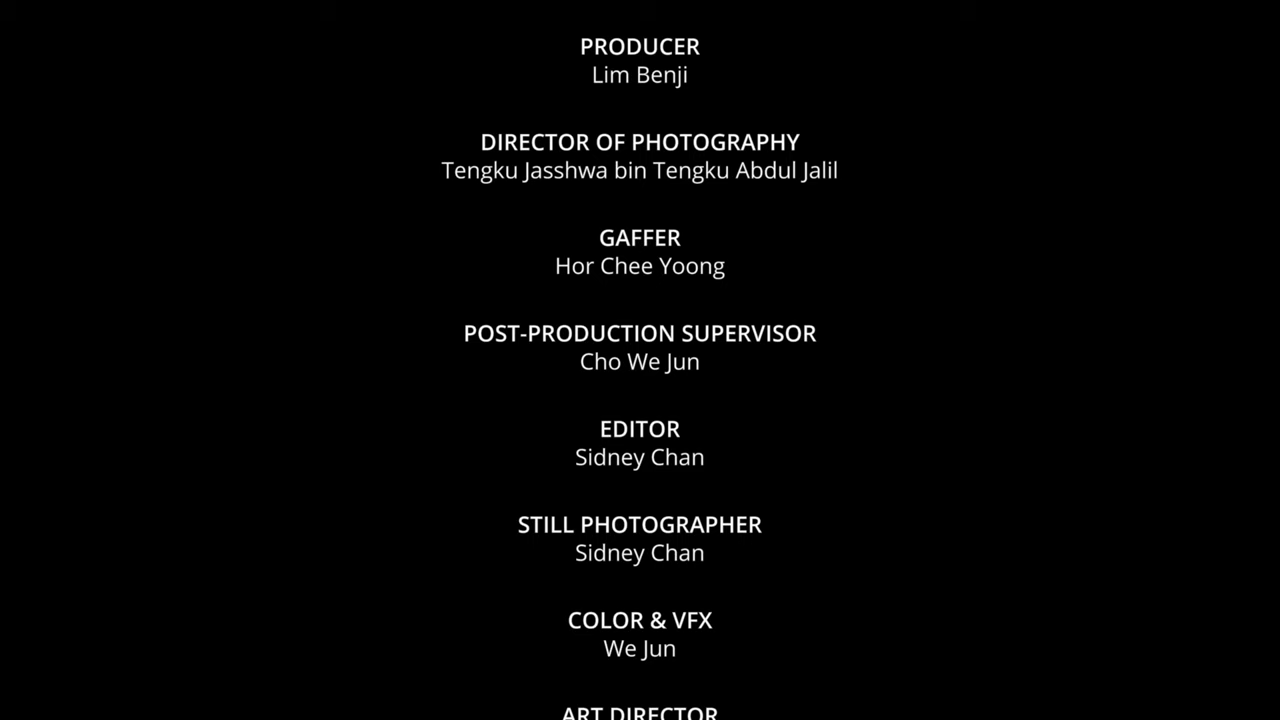 PRODUCER
Lim Benji
DIRECTOR OF PHOTOGRAPHY
Tengku Jasshwa bin Tengku Abdul Jalil
GAFFER
Hor Chee Yoong
POST-PRODUCTION SUPERVISOR
Cho We Jun
EDITOR
Sidney Chan
STILL PHOTOGRAPHER
Sidney Chan
COLOR & VFX
We Jun
ART DIRECTOR